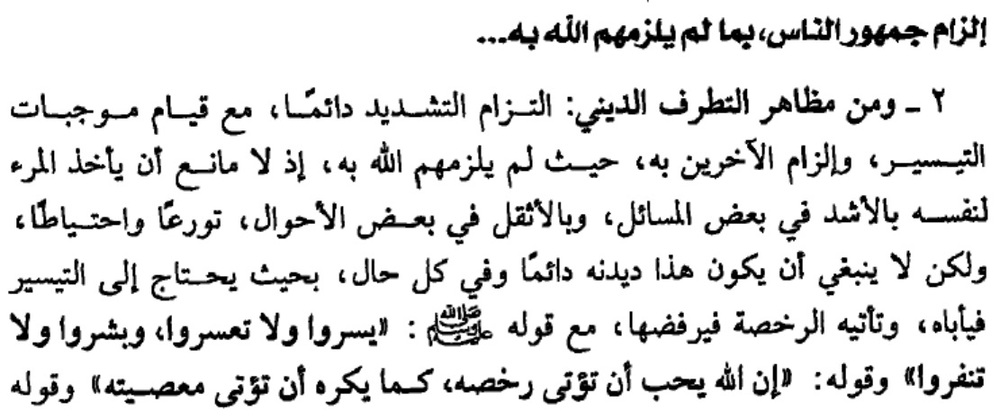 إلزام جمهور الناس، بما لم يلزمهم الله به...
٢ ـ ومن مظاهر التطرف الديني: التزام التشديد دائمًا، مع قيام موجبات
التيسير، وإلزام الآخرين به، حيث لم يلزمهم الله به، إذ لا مانع أن يأخذ المرء
لنفسه بالأشد في بعض المسائل، وبالأثقل في بعض الأحوال، تورعًا واحتياطًا،
ولكن لا ينبغي أن يكون هذا ديدنه دائمًا وفي كل حال، بحيث يحتاج إلى التيسير
فيأباه، وتأتيه الرخصة فيرفضها، مع قوله ﷺ: «يسروا ولا تعسروا، وبشروا ولا
تنفروا» وقوله: «إن الله يحب أن تؤتى رخصه، كما يكره أن تؤتى معصيته» وقوله